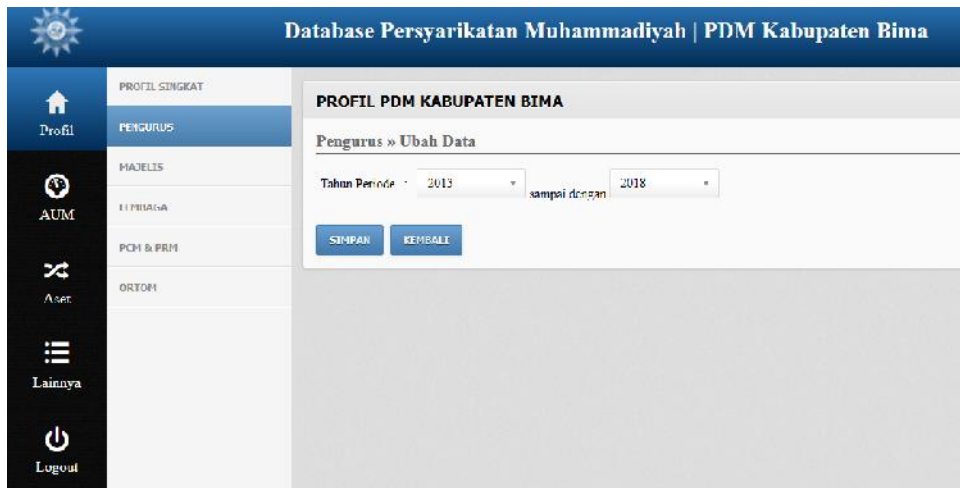 Database Persyarikatan Muhammadiyah | PDM Kabupaten Bima
Profil
AUM
Aset
Lainnya
Logout
PROFIL SINGKAT
PENGURUS
MAJELIS
LEMBAGA
PCM & PRM
ORTOM
PROFIL PDM KABUPATEN BIMA
Pengurus » Ubah Data
Tahun Periode : 2013 sampai dengan 2018
SIMPAN KEMBALI